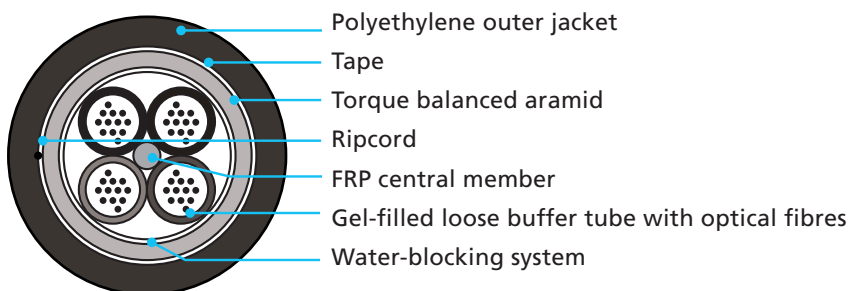 Polyethylene outer jacket
Tape
Torque balanced aramid
Ripcord
FRP central member
Gel-filled loose buffer tube with optical fibres
Water-blocking system